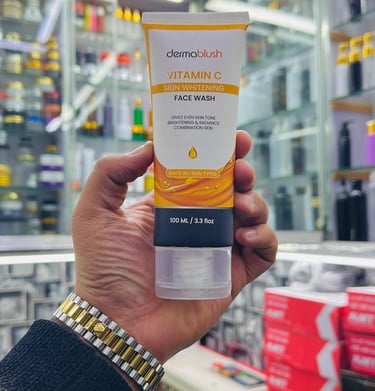 dermablush
VITAMIN C
SKIN WHITENING
FACE WASH
GIVES EVEN SKIN TONE
BRIGHTENING & RADIANCE
COMBINATION SKIN
SUITS ALL SKIN TYPES
100 ML / 3.3 floz